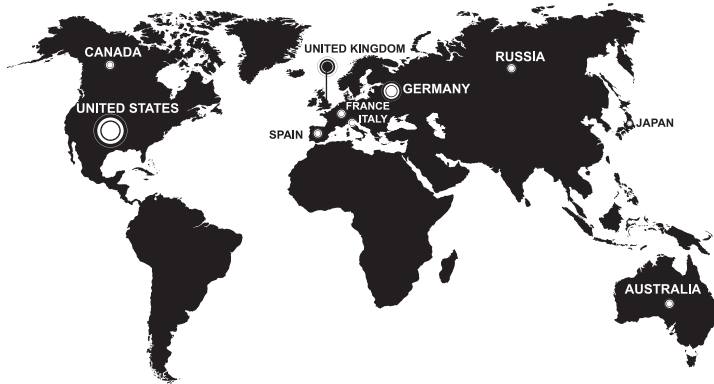 CANADA
UNITED KINGDOM
RUSSIA
GERMANY
UNITED STATES
FRANCE
ITALY
SPAIN
JAPAN
AUSTRALIA